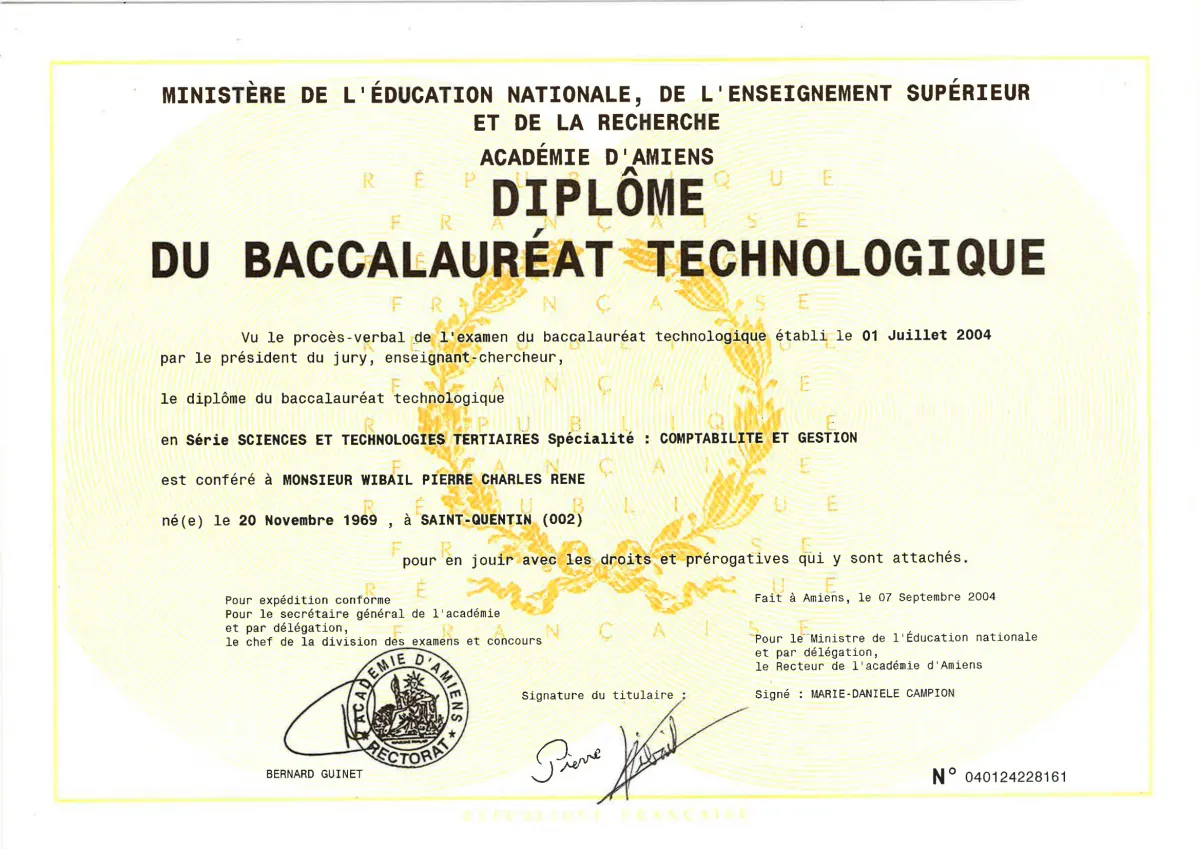 MINISTÈRE DE L'ÉDUCATION NATIONALE, DE L'ENSEIGNEMENT SUPÉRIEUR
ET DE LA RECHERCHE
ACADÉMIE D'AMIENS
DIPLÔME
DU BACCALAURÉAT TECHNOLOGIQUE
RÉPUBLIQUE
FRANÇAISE
Vu le procès-verbal de l'examen du baccalauréat technologique établi le 01 Juillet 2004
par le président du jury, enseignant-chercheur,
le diplôme du baccalauréat technologique
en Série SCIENCES ET TECHNOLOGIES TERTIAIRES Spécialité : COMPTABILITE ET GESTION
est conféré à MONSIEUR WIBAIL PIERRE CHARLES RENE
né(e) le 20 Novembre 1969 , à SAINT-QUENTIN (002)
pour en jouir avec les droits et prérogatives qui y sont attachés.
Pour expédition conforme
Pour le secrétaire général de l'académie
et par délégation,
le chef de la division des examens et concours
ACADÉMIE D'AMIENS
RECTORAT
BERNARD GUINET
Signature du titulaire :
Pierre Wibail
Fait à Amiens, le 07 Septembre 2004
Pour le Ministre de l'Éducation nationale
et par délégation,
le Recteur de l'académie d'Amiens
Signé : MARIE-DANIELE CAMPION
N° 040124228161
RÉPUBLIQUE FRANÇAISE